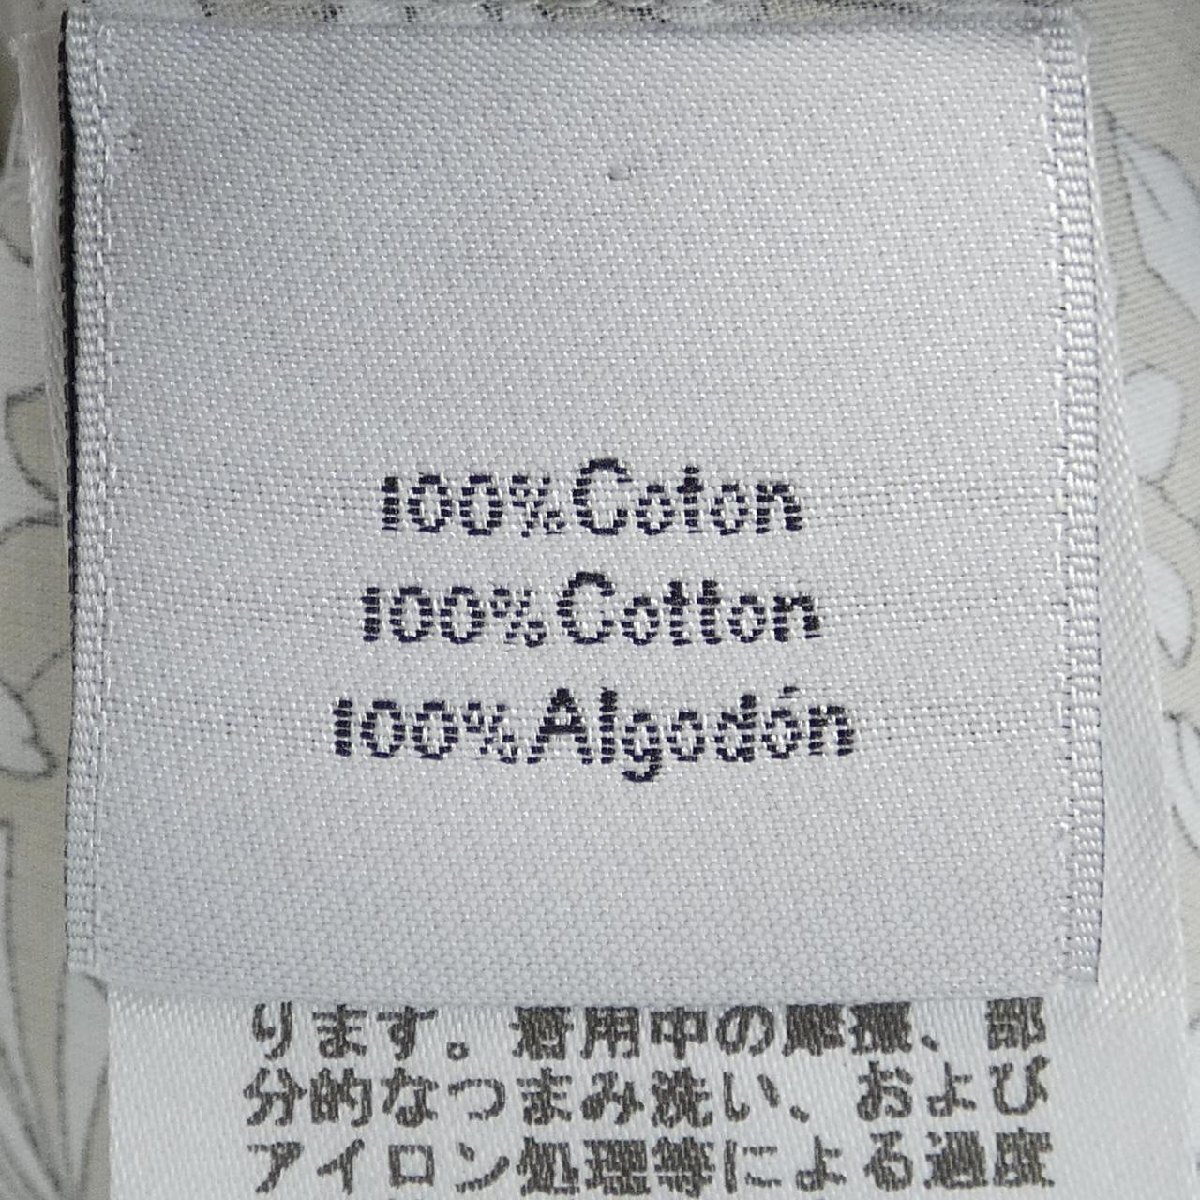 100%Coton
100%Cotton
100%Algodón
ります。着用中の摩擦、部
分的なつまみ洗い、および
アイロン処理等による過度